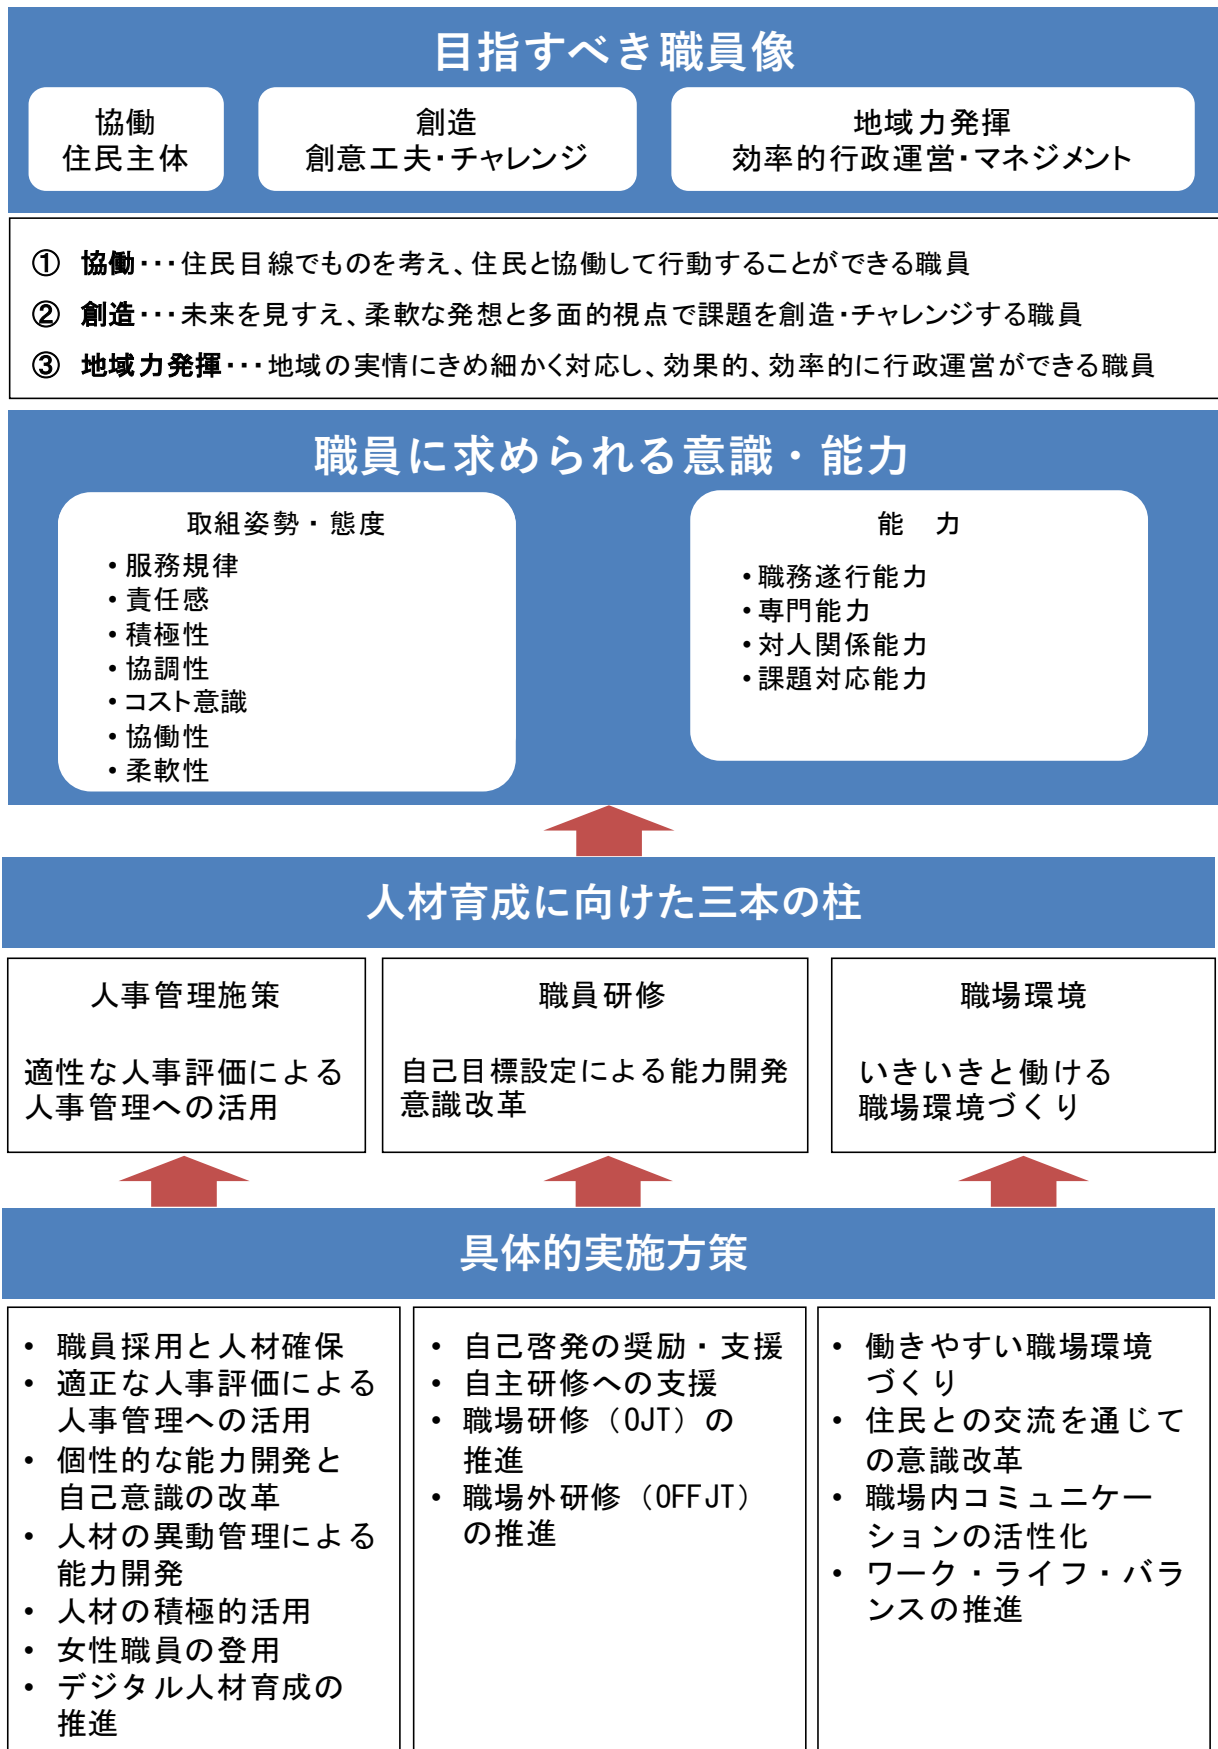 目指すべき職員像
協働
住民主体
創造
創意工夫・チャレンジ
地域力発揮
効率的行政運営・マネジメント
① 協働・・・住民目線でものを考え、住民と協働して行動することができる職員
② 創造・・・未来を見すえ、柔軟な発想と多面的視点で課題を創造・チャレンジする職員
③ 地域力発揮・・・地域の実情にきめ細かく対応し、効果的、効率的に行政運営ができる職員
職員に求められる意識・能力
取組姿勢・態度
・服務規律
・責任感
・積極性
・協調性
・コスト意識
・協働性
・柔軟性
能　力
・職務遂行能力
・専門能力
・対人関係能力
・課題対応能力
人材育成に向けた三本の柱
人事管理施策
適性な人事評価による
人事管理への活用
職員研修
自己目標設定による能力開発
意識改革
職場環境
いきいきと働ける
職場環境づくり
具体的実施方策
• 職員採用と人材確保
• 適正な人事評価による
人事管理への活用
• 個性的な能力開発と
自己意識の改革
• 人材の異動管理による
能力開発
• 人材の積極的活用
• 女性職員の登用
• デジタル人材育成の
推進
• 自己啓発の奨励・支援
• 自主研修への支援
• 職場研修（OJT）の
推進
• 職場外研修（OFFJT）
の推進
• 働きやすい職場環境
づくり
• 住民との交流を通じて
の意識改革
• 職場内コミュニケー
ションの活性化
• ワーク・ライフ・バラ
ンスの推進